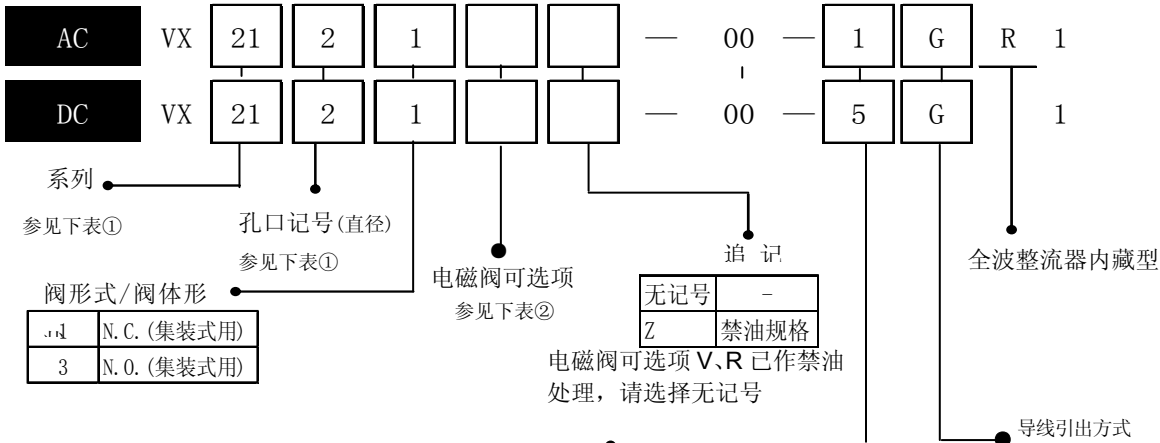 AC VX 21 2 1 — 00 — 1 G R 1
DC VX 21 2 1 — 00 — 5 G 1
系列
参见下表①
孔口记号(直径)
参见下表①
电磁阀可选项
参见下表②
追 记
无记号 -
Z 禁油规格
电磁阀可选项 V、R 已作禁油
处理，请选择无记号
全波整流器内藏型
阀形式/阀体形
1 N.C.(集装式用)
3 N.O.(集装式用)
导线引出方式